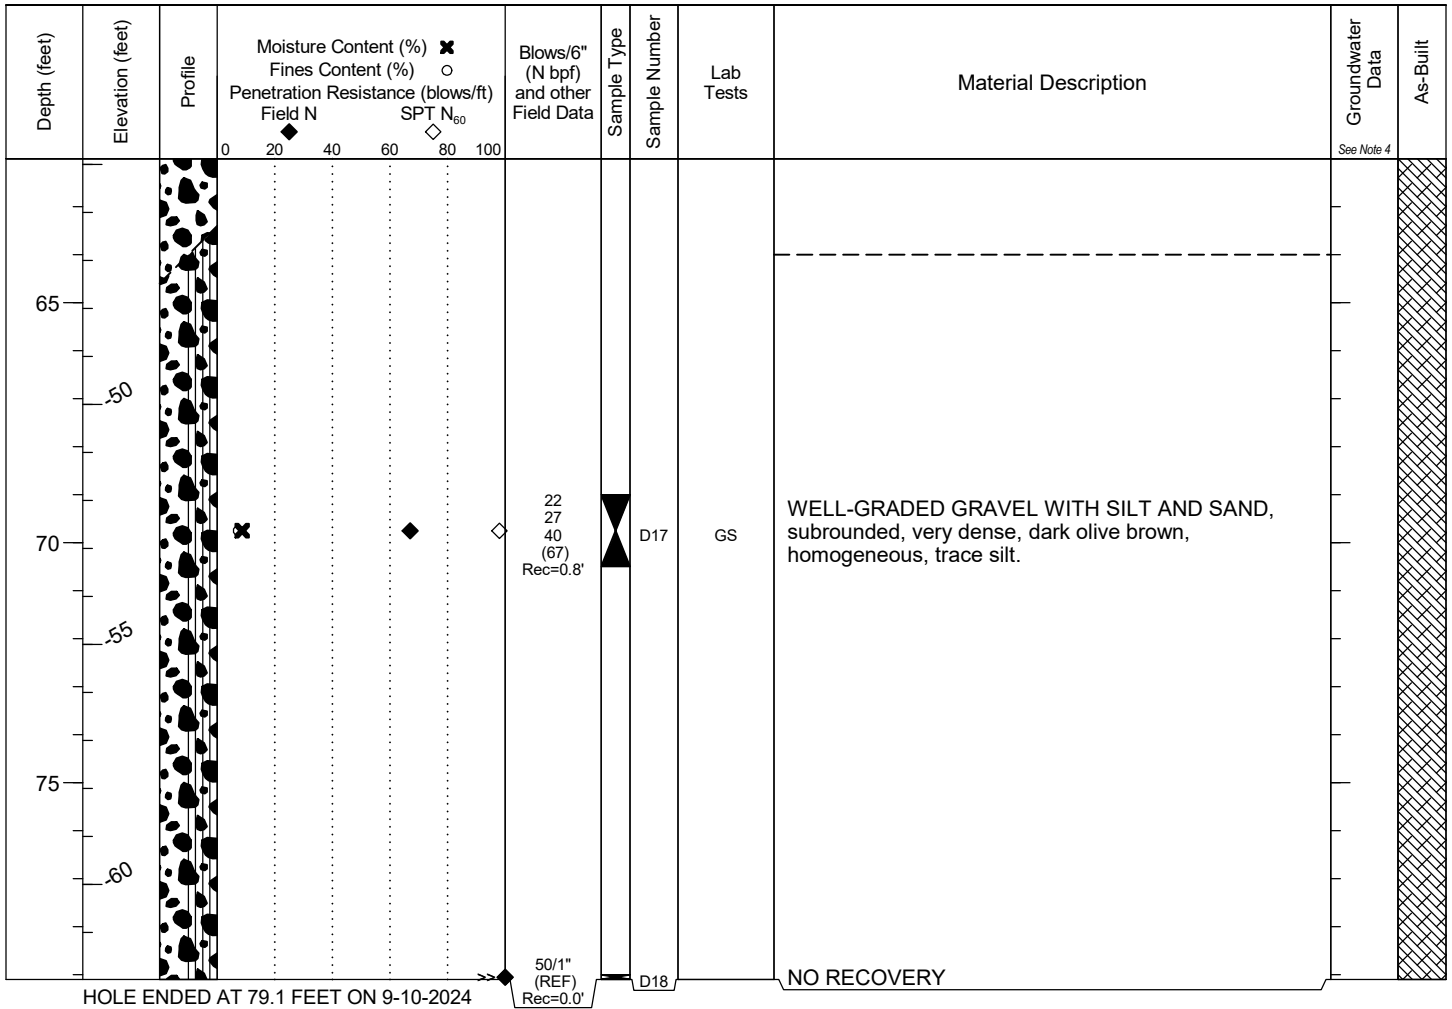 Depth (feet)
Elevation (feet)
Profile
Moisture Content (%)
Fines Content (%)
Penetration Resistance (blows/ft)
Field N SPT N60
0 20 40 60 80 100
Blows/6"
(N bpf)
and other
Field Data
Sample Type
Sample Number
Lab
Tests
Material Description
Groundwater
Data
See Note 4
As-Built
65
-50
70
-55
75
-60
22
27
40
(67)
Rec=0.8'
D17
GS
WELL-GRADED GRAVEL WITH SILT AND SAND,
subrounded, very dense, dark olive brown,
homogeneous, trace silt.
>>
50/1"
(REF)
Rec=0.0'
D18
NO RECOVERY
HOLE ENDED AT 79.1 FEET ON 9-10-2024